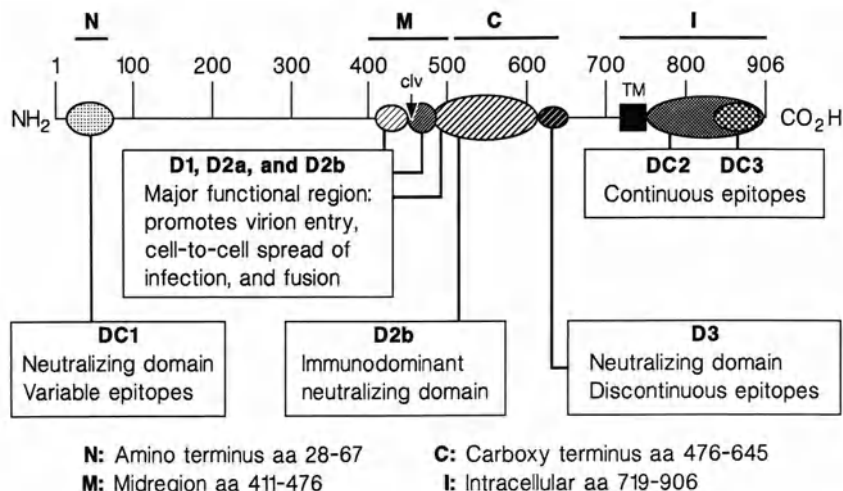 N M C I
1 100 200 300 400 500 600 700 800 906
clv
TM
NH₂ CO₂H
D1, D2a, and D2b
Major functional region:
promotes virion entry,
cell-to-cell spread of
infection, and fusion
DC2 DC3
Continuous epitopes
DC1
Neutralizing domain
Variable epitopes
D2b
Immunodominant
neutralizing domain
D3
Neutralizing domain
Discontinuous epitopes
N: Amino terminus aa 28-67
M: Midregion aa 411-476
C: Carboxy terminus aa 476-645
I: Intracellular aa 719-906